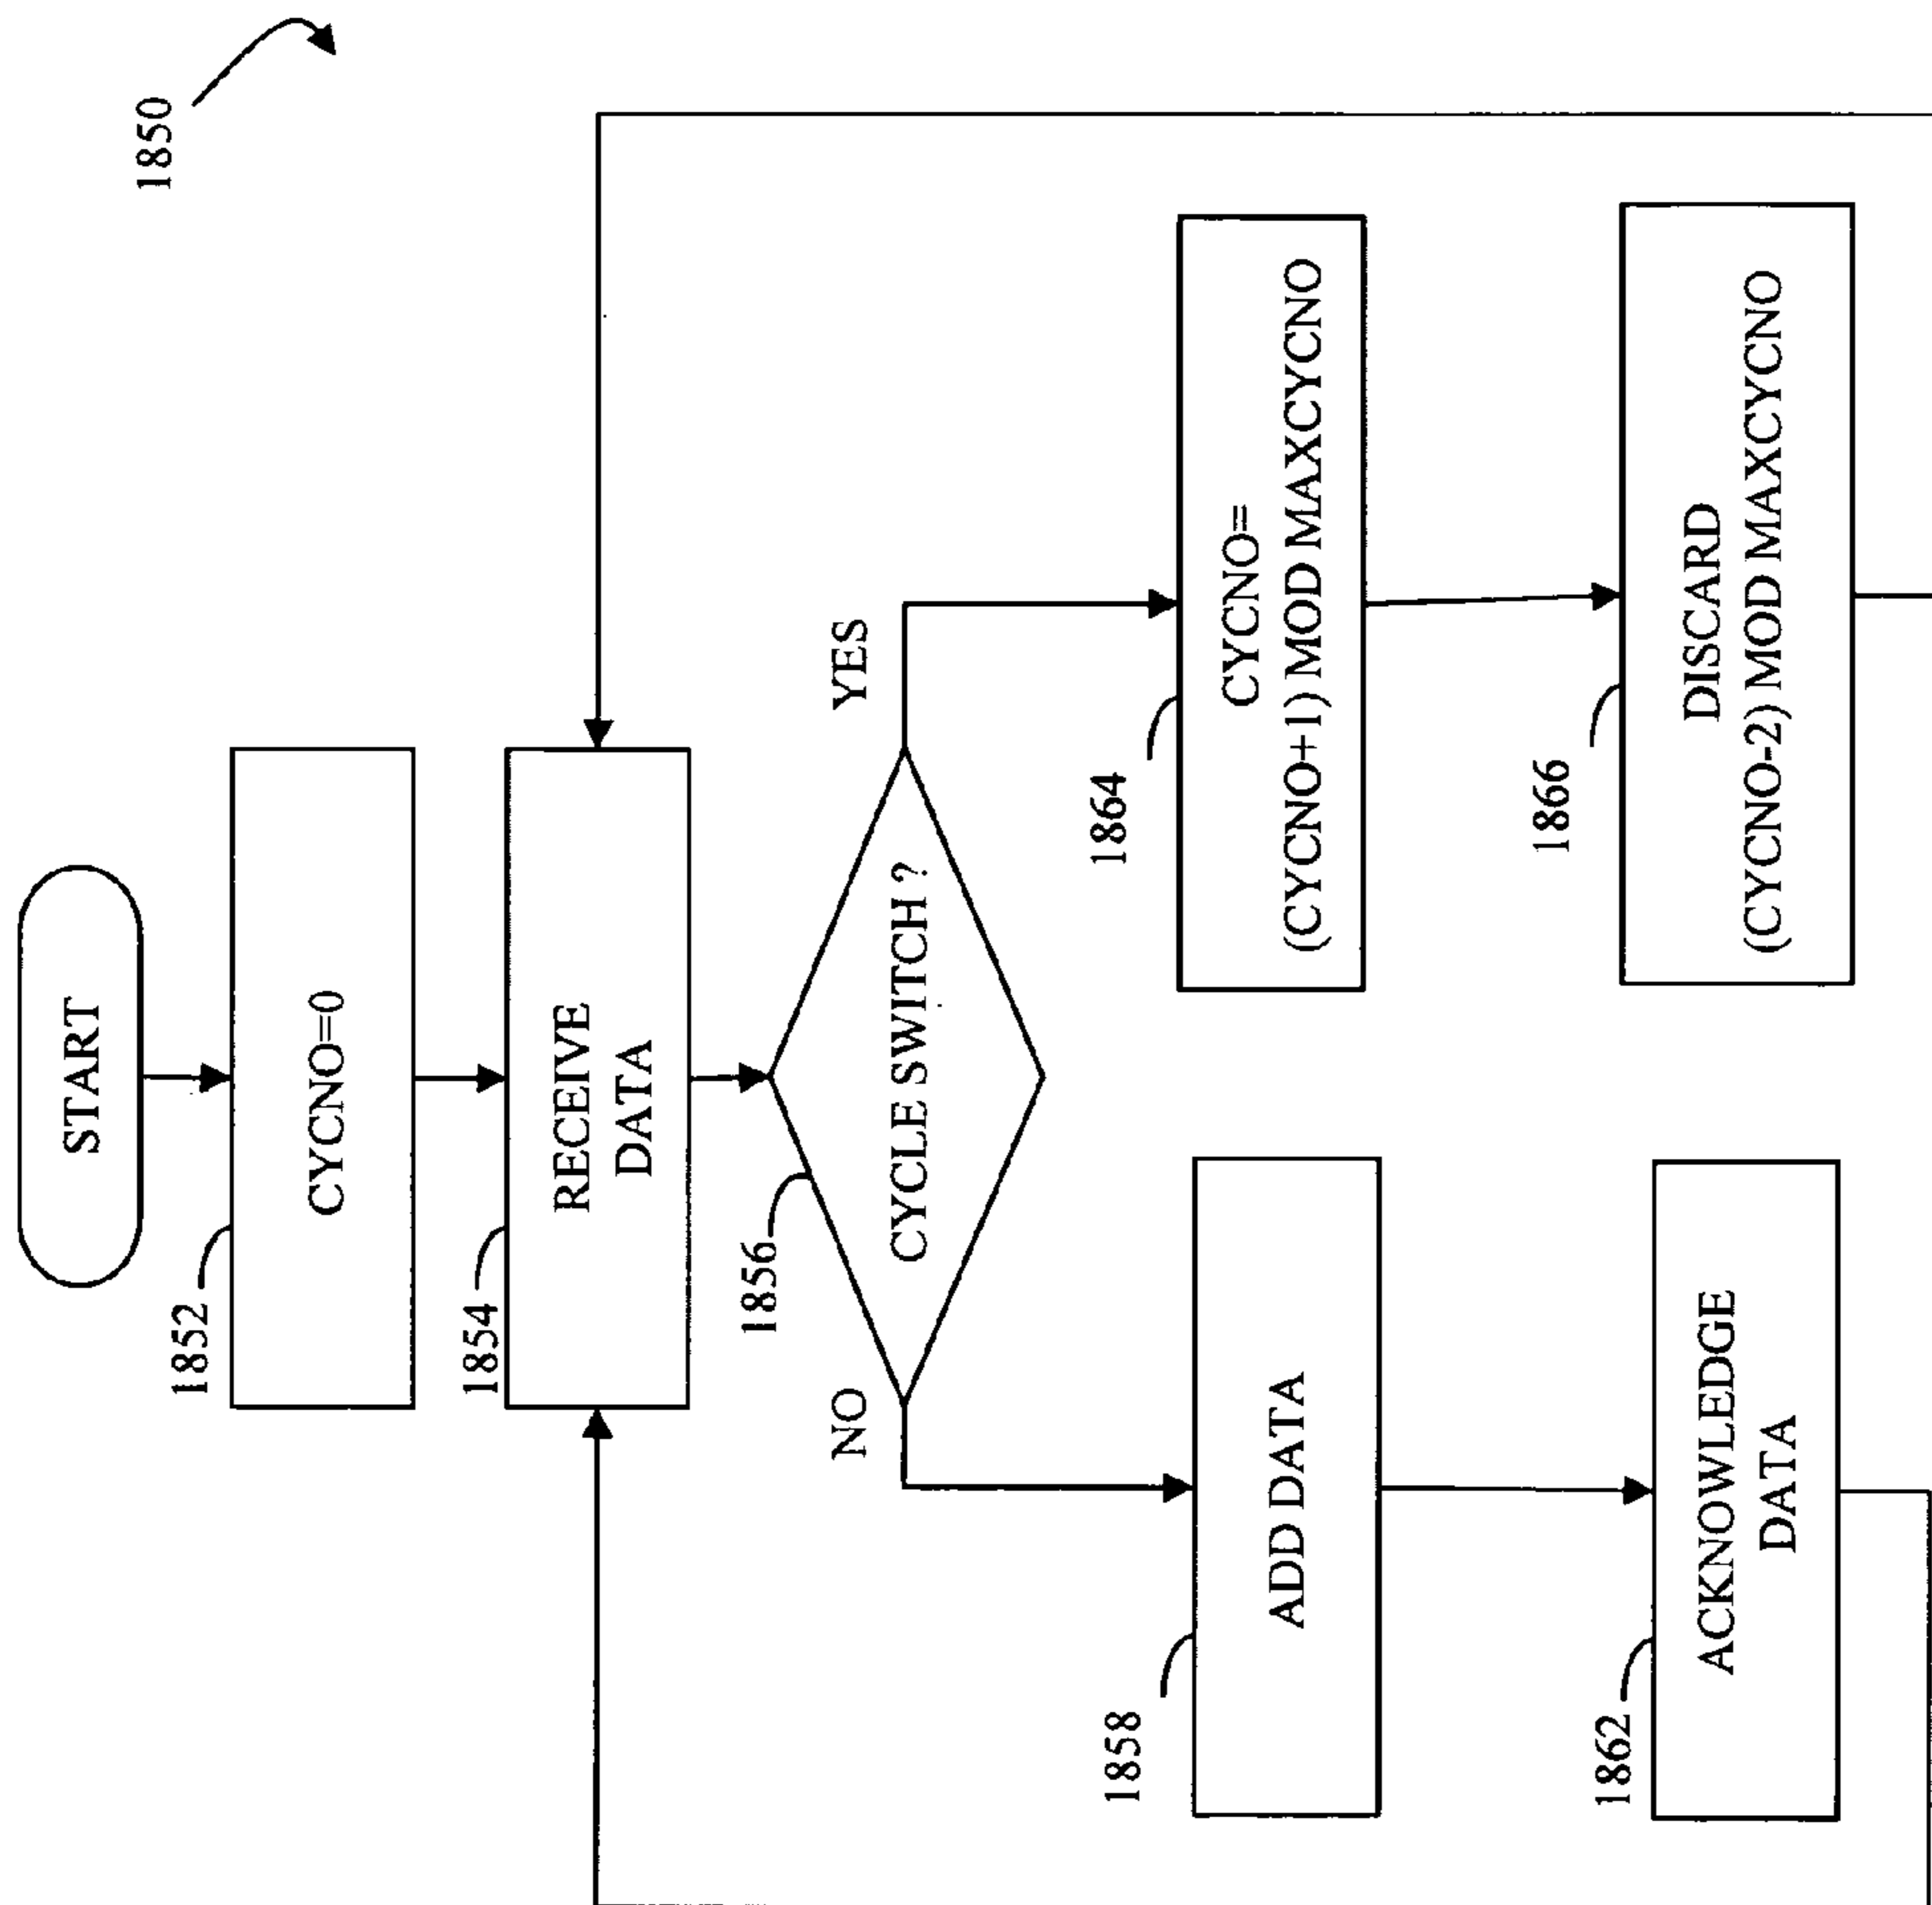 1850
START
1852
CYCNO=0
1854
RECEIVE
DATA
1856
CYCLE SWITCH ?
NO
YES
1858
ADD DATA
1864
CYCNO=
(CYCNO+1) MOD MAXCYCNO
1862
ACKNOWLEDGE
DATA
1866
DISCARD
(CYCNO-2) MOD MAXCYCNO